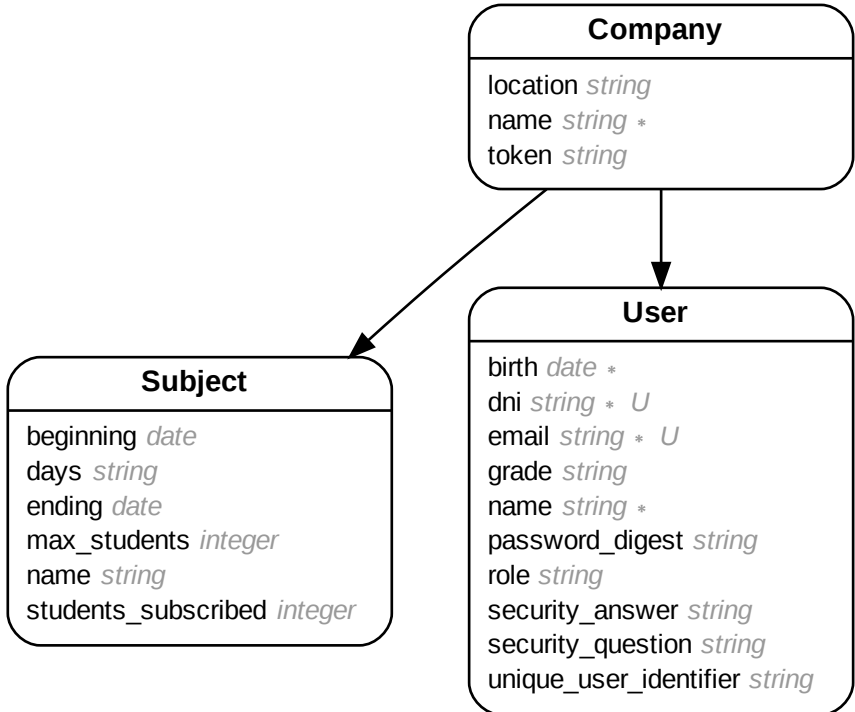 Company
location string
name string *
token string
User
birth date *
dni string * U
email string * U
grade string
name string *
password_digest string
role string
security_answer string
security_question string
unique_user_identifier string
Subject
beginning date
days string
ending date
max_students integer
name string
students_subscribed integer